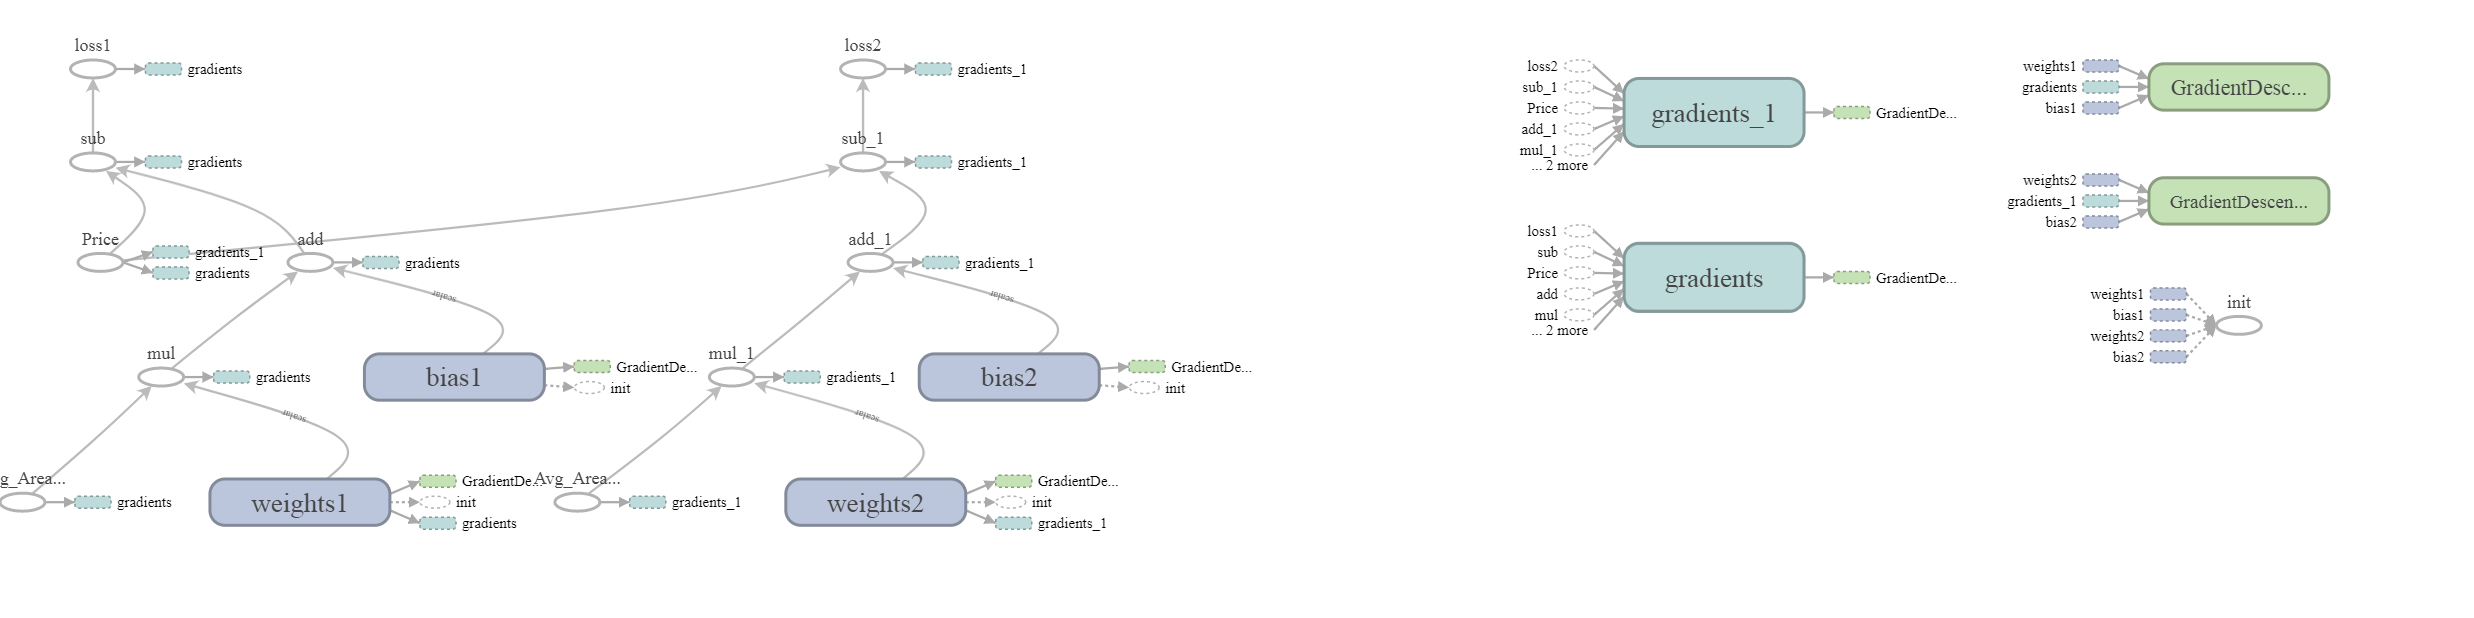 loss1
gradients
loss2
gradients_1
sub
gradients
sub_1
gradients_1
Price
gradients_1
gradients
add
gradients
add_1
gradients_1
scalar
scalar
mul
gradients
bias1
GradientDe...
init
mul_1
gradients_1
bias2
GradientDe...
init
scalar
scalar
g_Area...
gradients
weights1
GradientDe...
init
gradients
Avg_Area...
gradients_1
weights2
GradientDe...
init
gradients_1
loss2
sub_1
Price
add_1
mul_1
... 2 more
gradients_1
GradientDe...
loss1
sub
Price
add
mul
... 2 more
gradients
GradientDe...
weights1
gradients
bias1
GradientDesc...
weights2
gradients_1
bias2
GradientDescen...
weights1
bias1
weights2
bias2
init